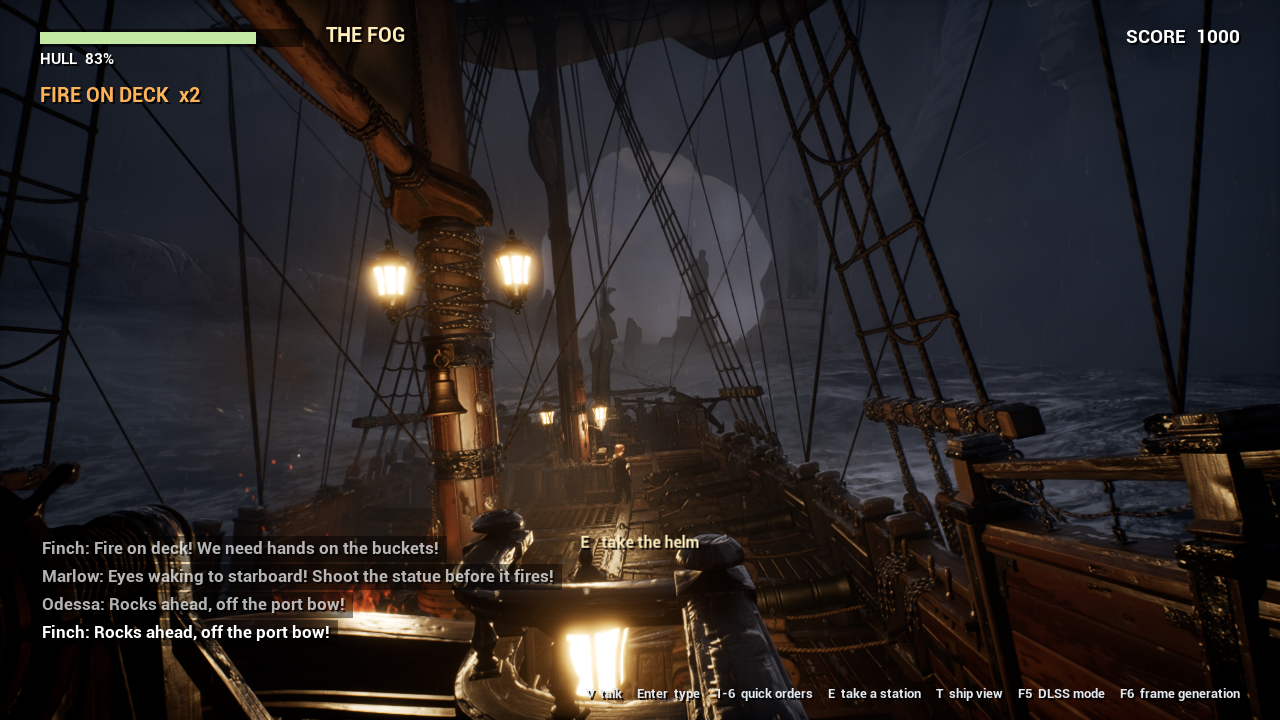 THE FOG
SCORE 1000
HULL 83%
FIRE ON DECK x2
E take the helm
Finch: Fire on deck! We need hands on the buckets!
Marlow: Eyes waking to starboard! Shoot the statue before it fires!
Odessa: Rocks ahead, off the port bow!
Finch: Rocks ahead, off the port bow!
V talk Enter type 1-6 quick orders E take a station T ship view F5 DLSS mode F6 frame generation